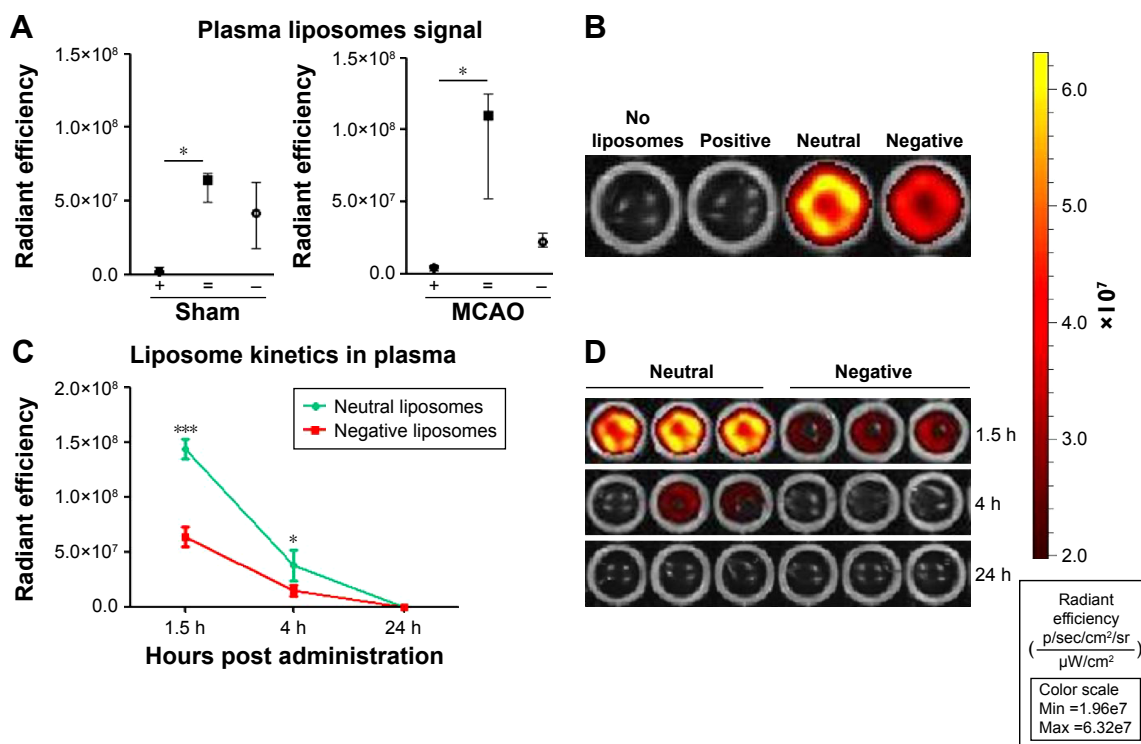 A
Plasma liposomes signal
Radiant efficiency
1.5×10⁸
1.0×10⁸
5.0×10⁷
0.0
*
+ = –
Sham
Radiant efficiency
1.5×10⁸
1.0×10⁸
5.0×10⁷
0.0
*
+ = –
MCAO
B
No
liposomes Positive Neutral Negative
6.0
5.0
4.0
3.0
2.0
×10⁷
C
Liposome kinetics in plasma
Radiant efficiency
2.0×10⁸
1.5×10⁸
1.0×10⁸
5.0×10⁷
0.0
Neutral liposomes
Negative liposomes
***
*
1.5 h 4 h 24 h
Hours post administration
D
Neutral Negative
1.5 h
4 h
24 h
Radiant
efficiency
(p/sec/cm²/sr
µW/cm²)
Color scale
Min =1.96e7
Max =6.32e7